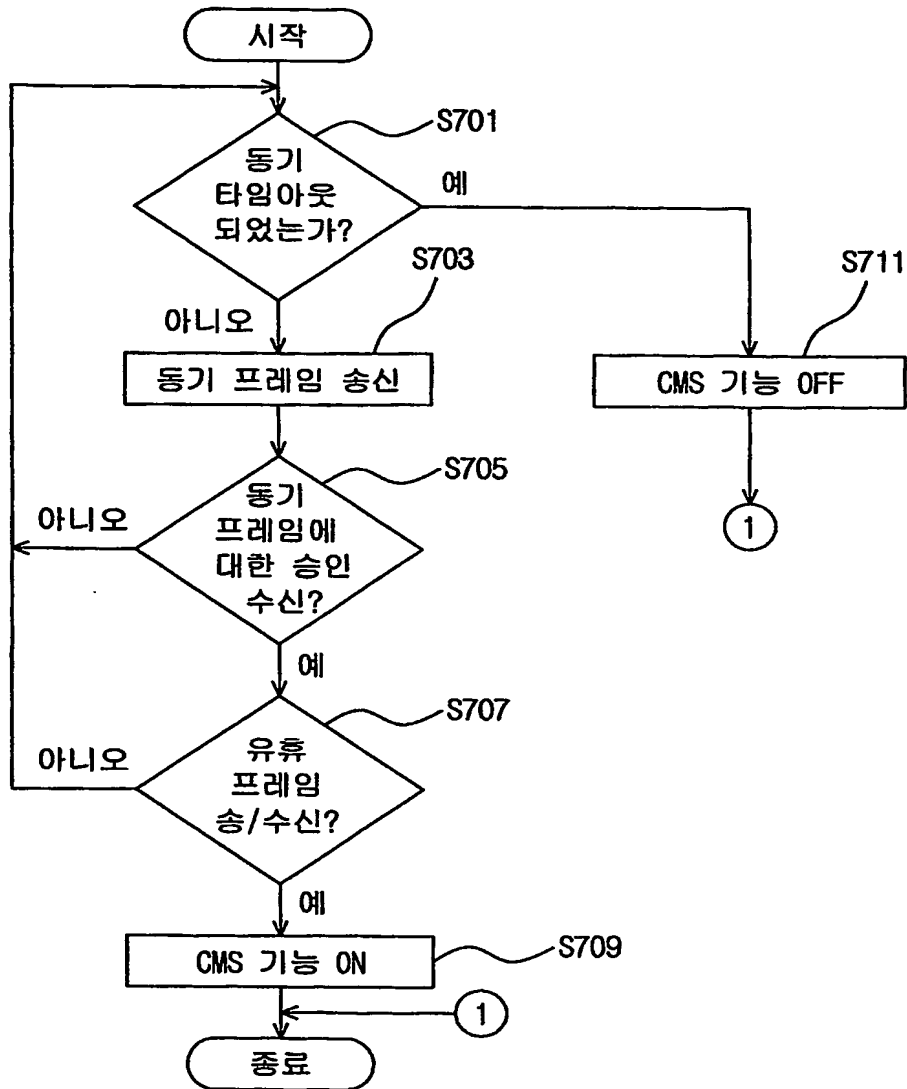 시작
S701
동기
타임아웃
되었는가?
예
S703
S711
아니오
동기 프레임 송신
CMS 기능 OFF
S705
동기
프레임에
대한 승인
수신?
아니오
1
예
S707
유휴
프레임
송/수신?
아니오
예
CMS 기능 ON
S709
1
종료